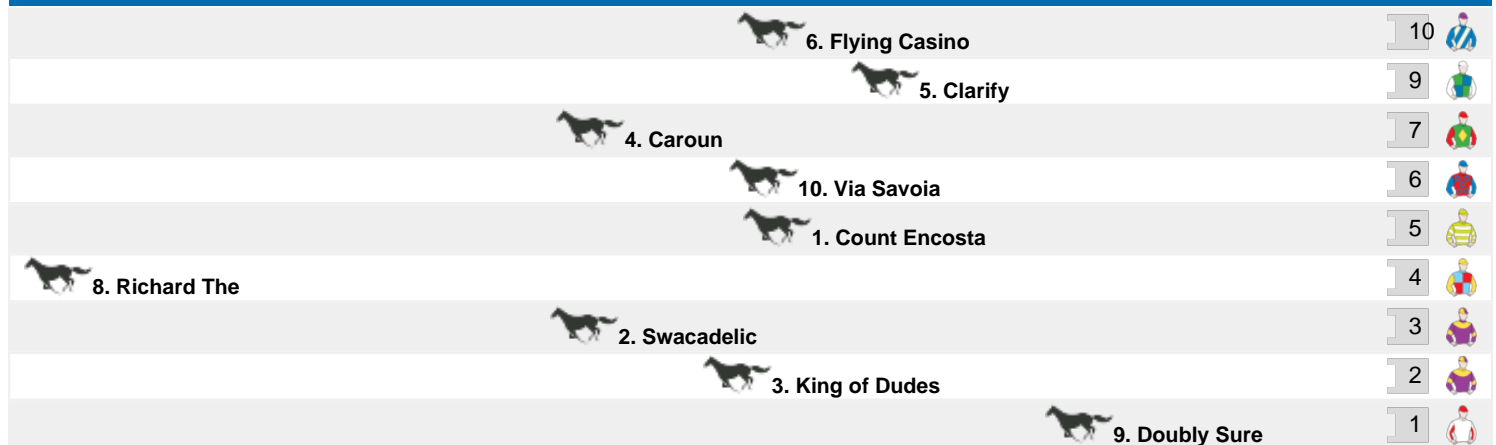 6. Flying Casino 10
5. Clarify 9
4. Caroun 7
10. Via Savoia 6
1. Count Encosta 5
8. Richard The 4
2. Swacadelic 3
3. King of Dudes 2
9. Doubly Sure 1